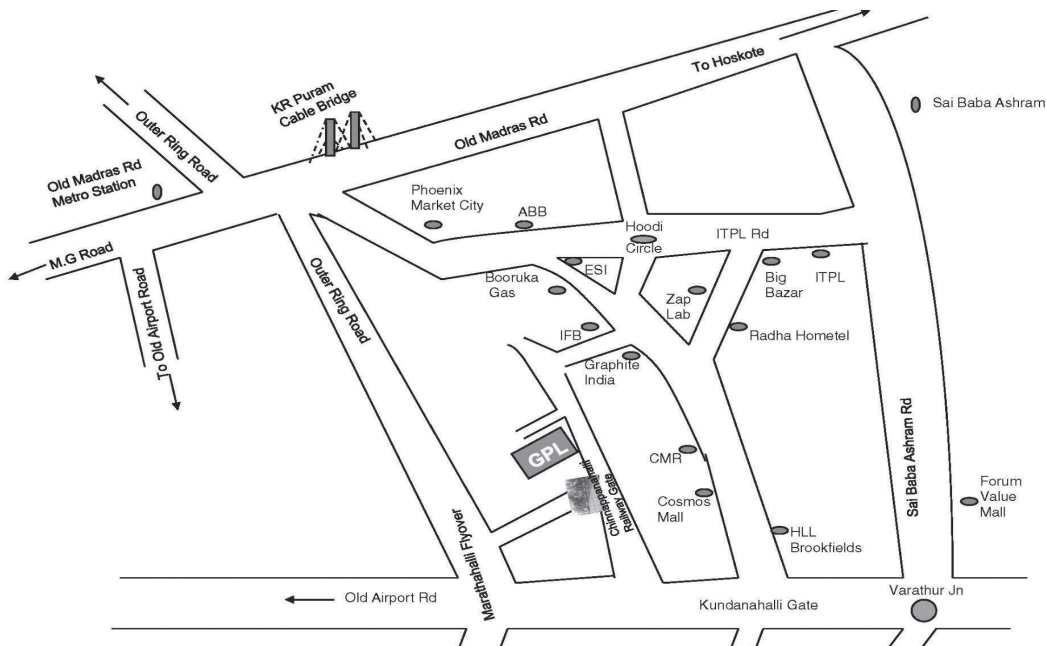 To Hoskote
KR Puram
Cable Bridge
Outer Ring Road
Old Madras Rd
Sai Baba Ashram
Old Madras Rd
Metro Station
Phoenix
Market City
ABB
Hoodi
Circle
ITPL Rd
M.G Road
To Old Airport Road
Outer Ring Road
Booruka
Gas
ESI
Zap
Lab
Big
Bazar
ITPL
IFB
Radha Hometel
Graphite
India
GPL
Chinnappanahalli
Railway Gate
CMR
Cosmos
Mall
Sai Baba Ashram Rd
Forum
Value
Mall
HLL
Brookfields
Marathahalli Flyover
Old Airport Rd
Kundanahalli Gate
Varathur Jn